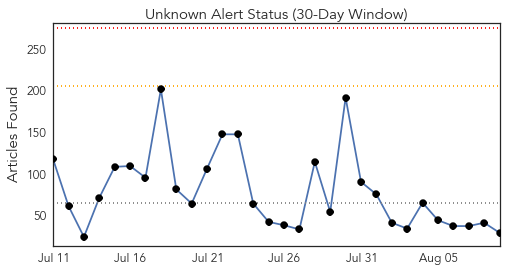 Unknown Alert Status (30-Day Window)
Articles Found
250
200
150
100
50
Jul 11 Jul 16 Jul 21 Jul 26 Jul 31 Aug 05